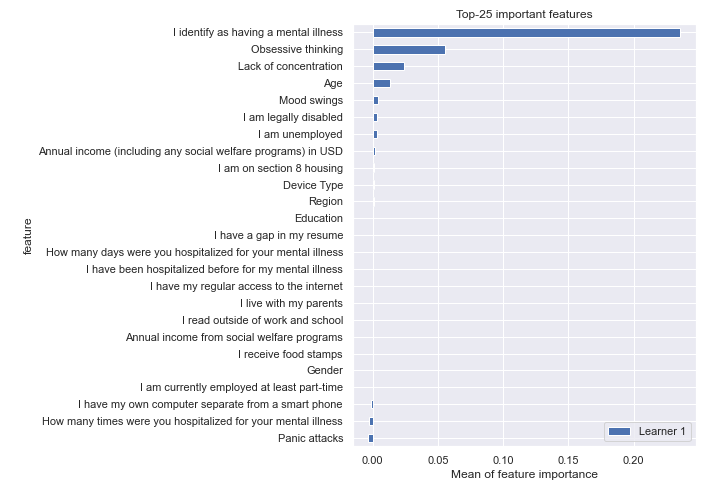 Top-25 important features
I identify as having a mental illness
Obsessive thinking
Lack of concentration
Age
Mood swings
I am legally disabled
I am unemployed
Annual income (including any social welfare programs) in USD
I am on section 8 housing
Device Type
Region
Education
I have a gap in my resume
How many days were you hospitalized for your mental illness
I have been hospitalized before for my mental illness
I have my regular access to the internet
I live with my parents
I read outside of work and school
Annual income from social welfare programs
I receive food stamps
Gender
I am currently employed at least part-time
I have my own computer separate from a smart phone
How many times were you hospitalized for your mental illness
Panic attacks
feature
Learner 1
0.00 0.05 0.10 0.15 0.20
Mean of feature importance